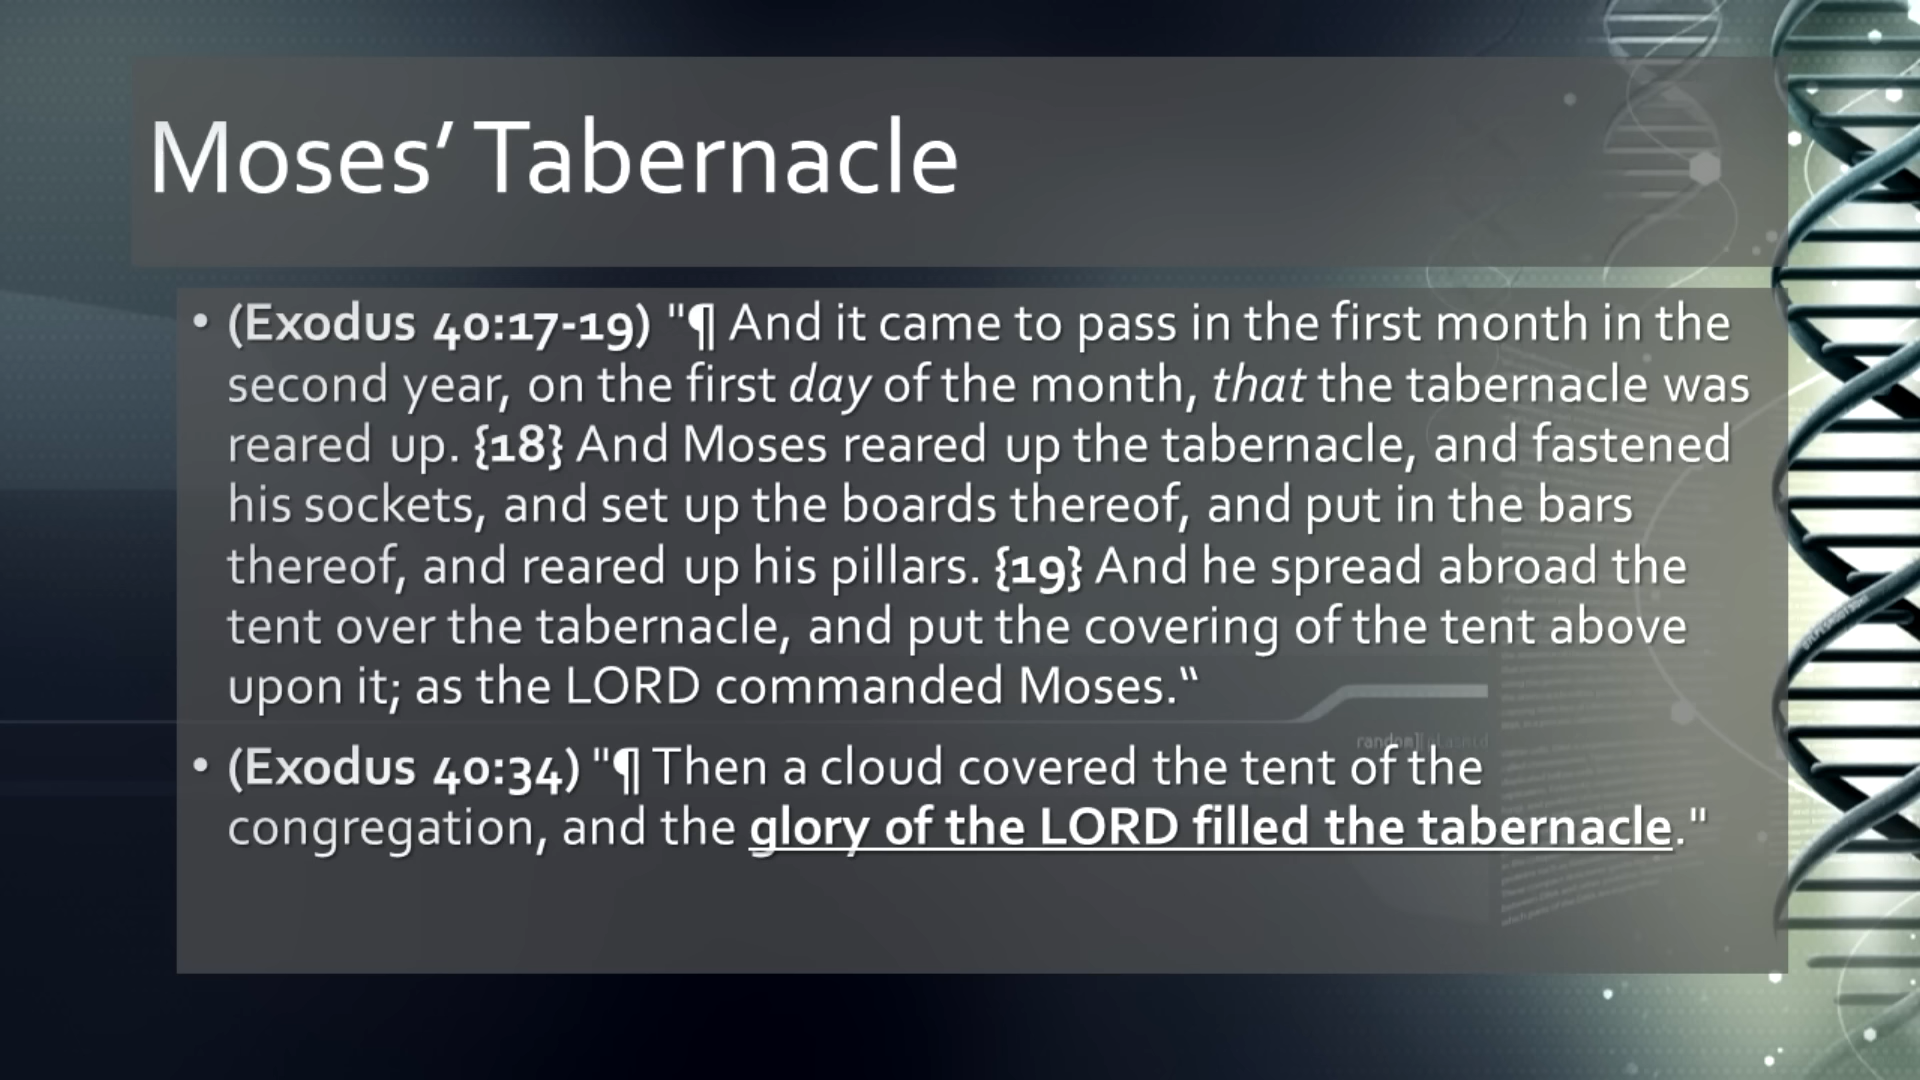 Moses’ Tabernacle
• (Exodus 40:17-19) "¶ And it came to pass in the first month in the
second year, on the first day of the month, that the tabernacle was
reared up. {18} And Moses reared up the tabernacle, and fastened
his sockets, and set up the boards thereof, and put in the bars
thereof, and reared up his pillars. {19} And he spread abroad the
tent over the tabernacle, and put the covering of the tent above
upon it; as the LORD commanded Moses.“
random][plasmid
• (Exodus 40:34) "¶ Then a cloud covered the tent of the
congregation, and the glory of the LORD filled the tabernacle."